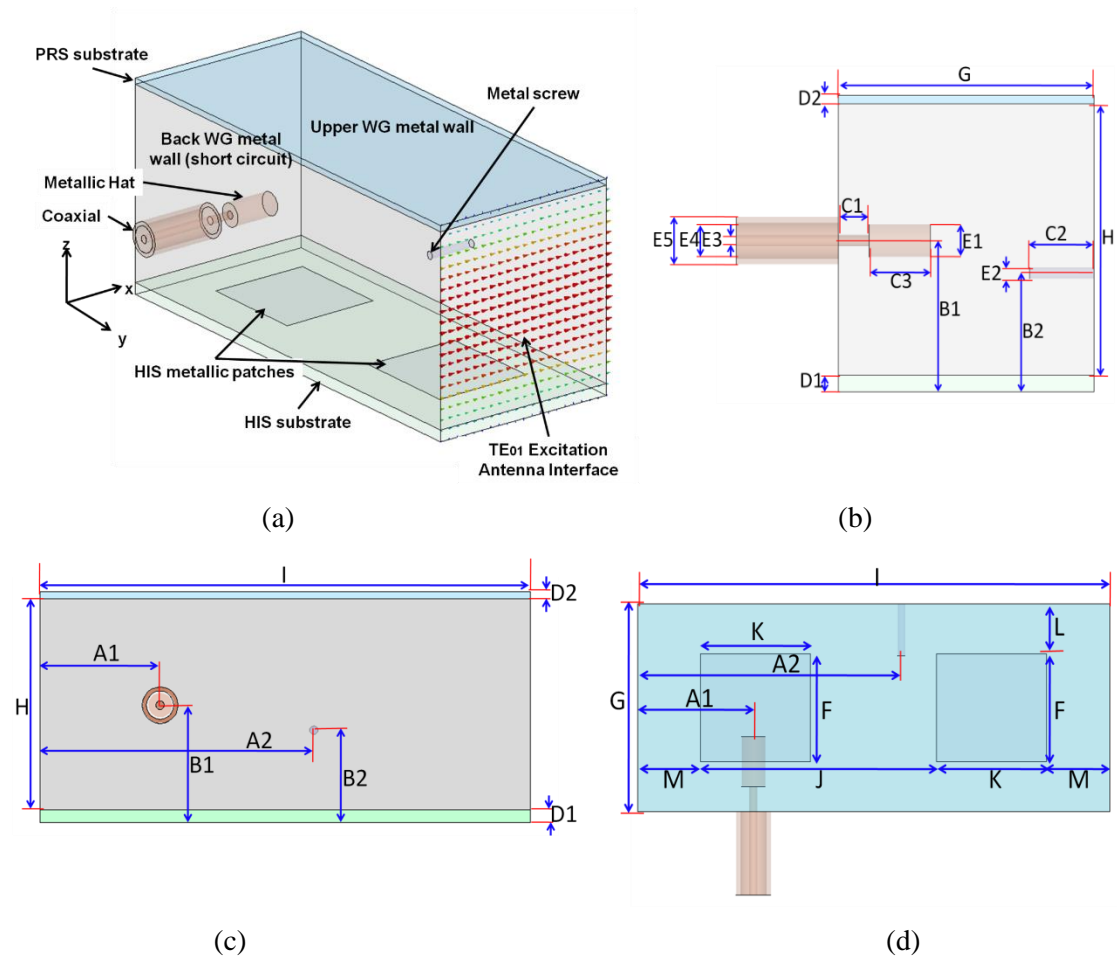 PRS substrate
Metal screw
Upper WG metal wall
Back WG metal
wall (short circuit)
Metallic Hat
Coaxial
z
x
y
HIS metallic patches
HIS substrate
TE01 Excitation
Antenna Interface
(a)
G
D2
C1
E5 E4 E3
E1
C2
H
C3
E2
B1
B2
D1
(b)
I
D2
A1
H
A2
B1
B2
D1
(c)
I
K
L
A2
G
A1
F
F
M
J
K
M
(d)